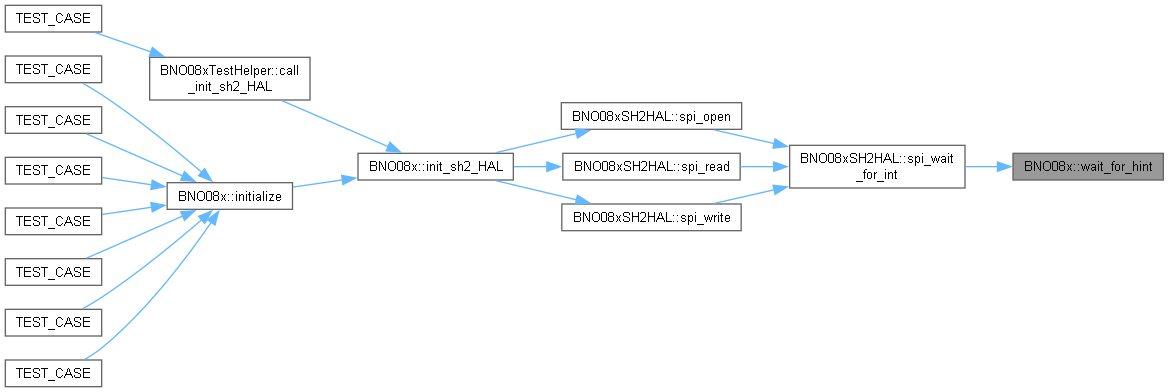 TEST_CASE
TEST_CASE
TEST_CASE
TEST_CASE
TEST_CASE
TEST_CASE
TEST_CASE
TEST_CASE
BNO08xTestHelper::call
_init_sh2_HAL
BNO08x::initialize
BNO08x::init_sh2_HAL
BNO08xSH2HAL::spi_open
BNO08xSH2HAL::spi_read
BNO08xSH2HAL::spi_write
BNO08xSH2HAL::spi_wait
_for_int
BNO08x::wait_for_hint